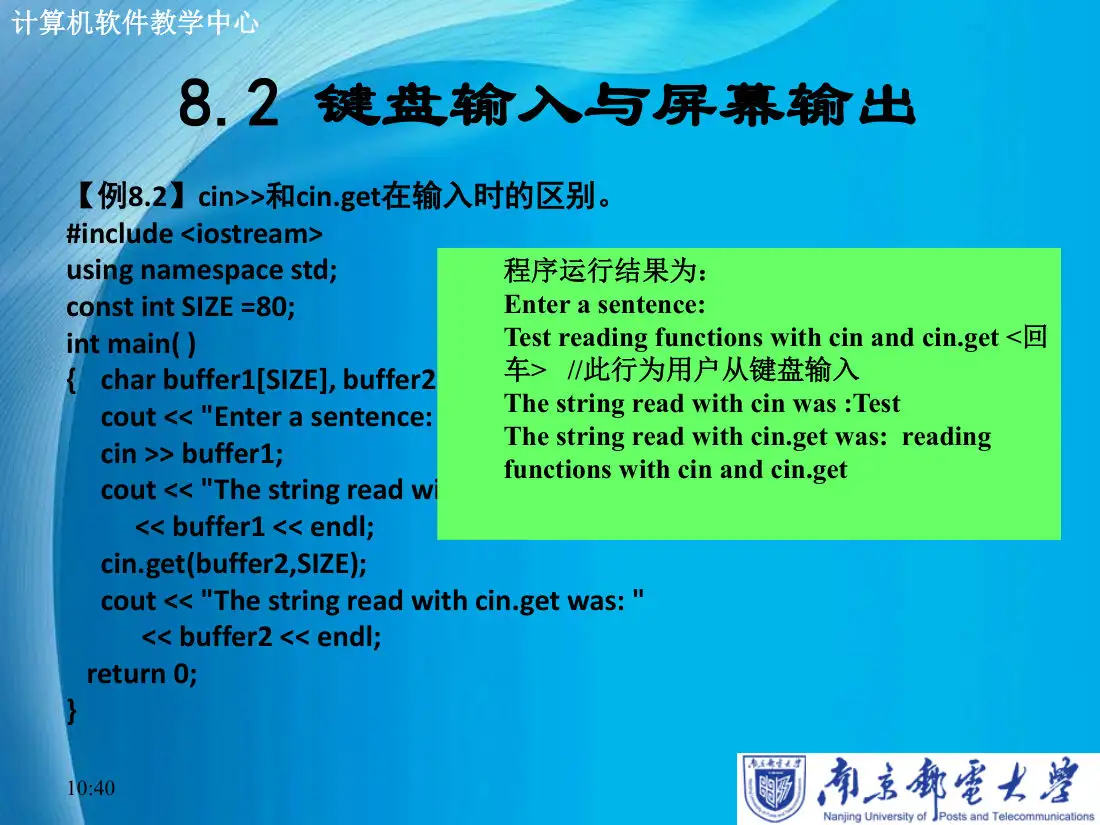 计算机软件教学中心
8.2 键盘输入与屏幕输出
【例8.2】cin>>和cin.get在输入时的区别。
#include <iostream>
using namespace std;
const int SIZE =80;
int main( )
{ char buffer1[SIZE], buffer2
cout << "Enter a sentence:
cin >> buffer1;
cout << "The string read wi
<< buffer1 << endl;
cin.get(buffer2,SIZE);
cout << "The string read with cin.get was: "
<< buffer2 << endl;
return 0;
}
程序运行结果为：
Enter a sentence:
Test reading functions with cin and cin.get <回
车> //此行为用户从键盘输入
The string read with cin was :Test
The string read with cin.get was: reading
functions with cin and cin.get
10:40
南京邮电大学
Nanjing University of Posts and Telecommunications